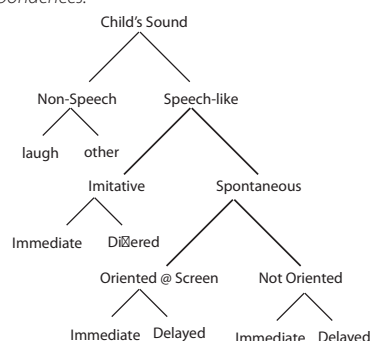 Child's Sound
Non-Speech Speech-like
laugh other
Imitative Spontaneous
Immediate
Oriented @ Screen Not Oriented
Immediate Delayed Immediate Delayed